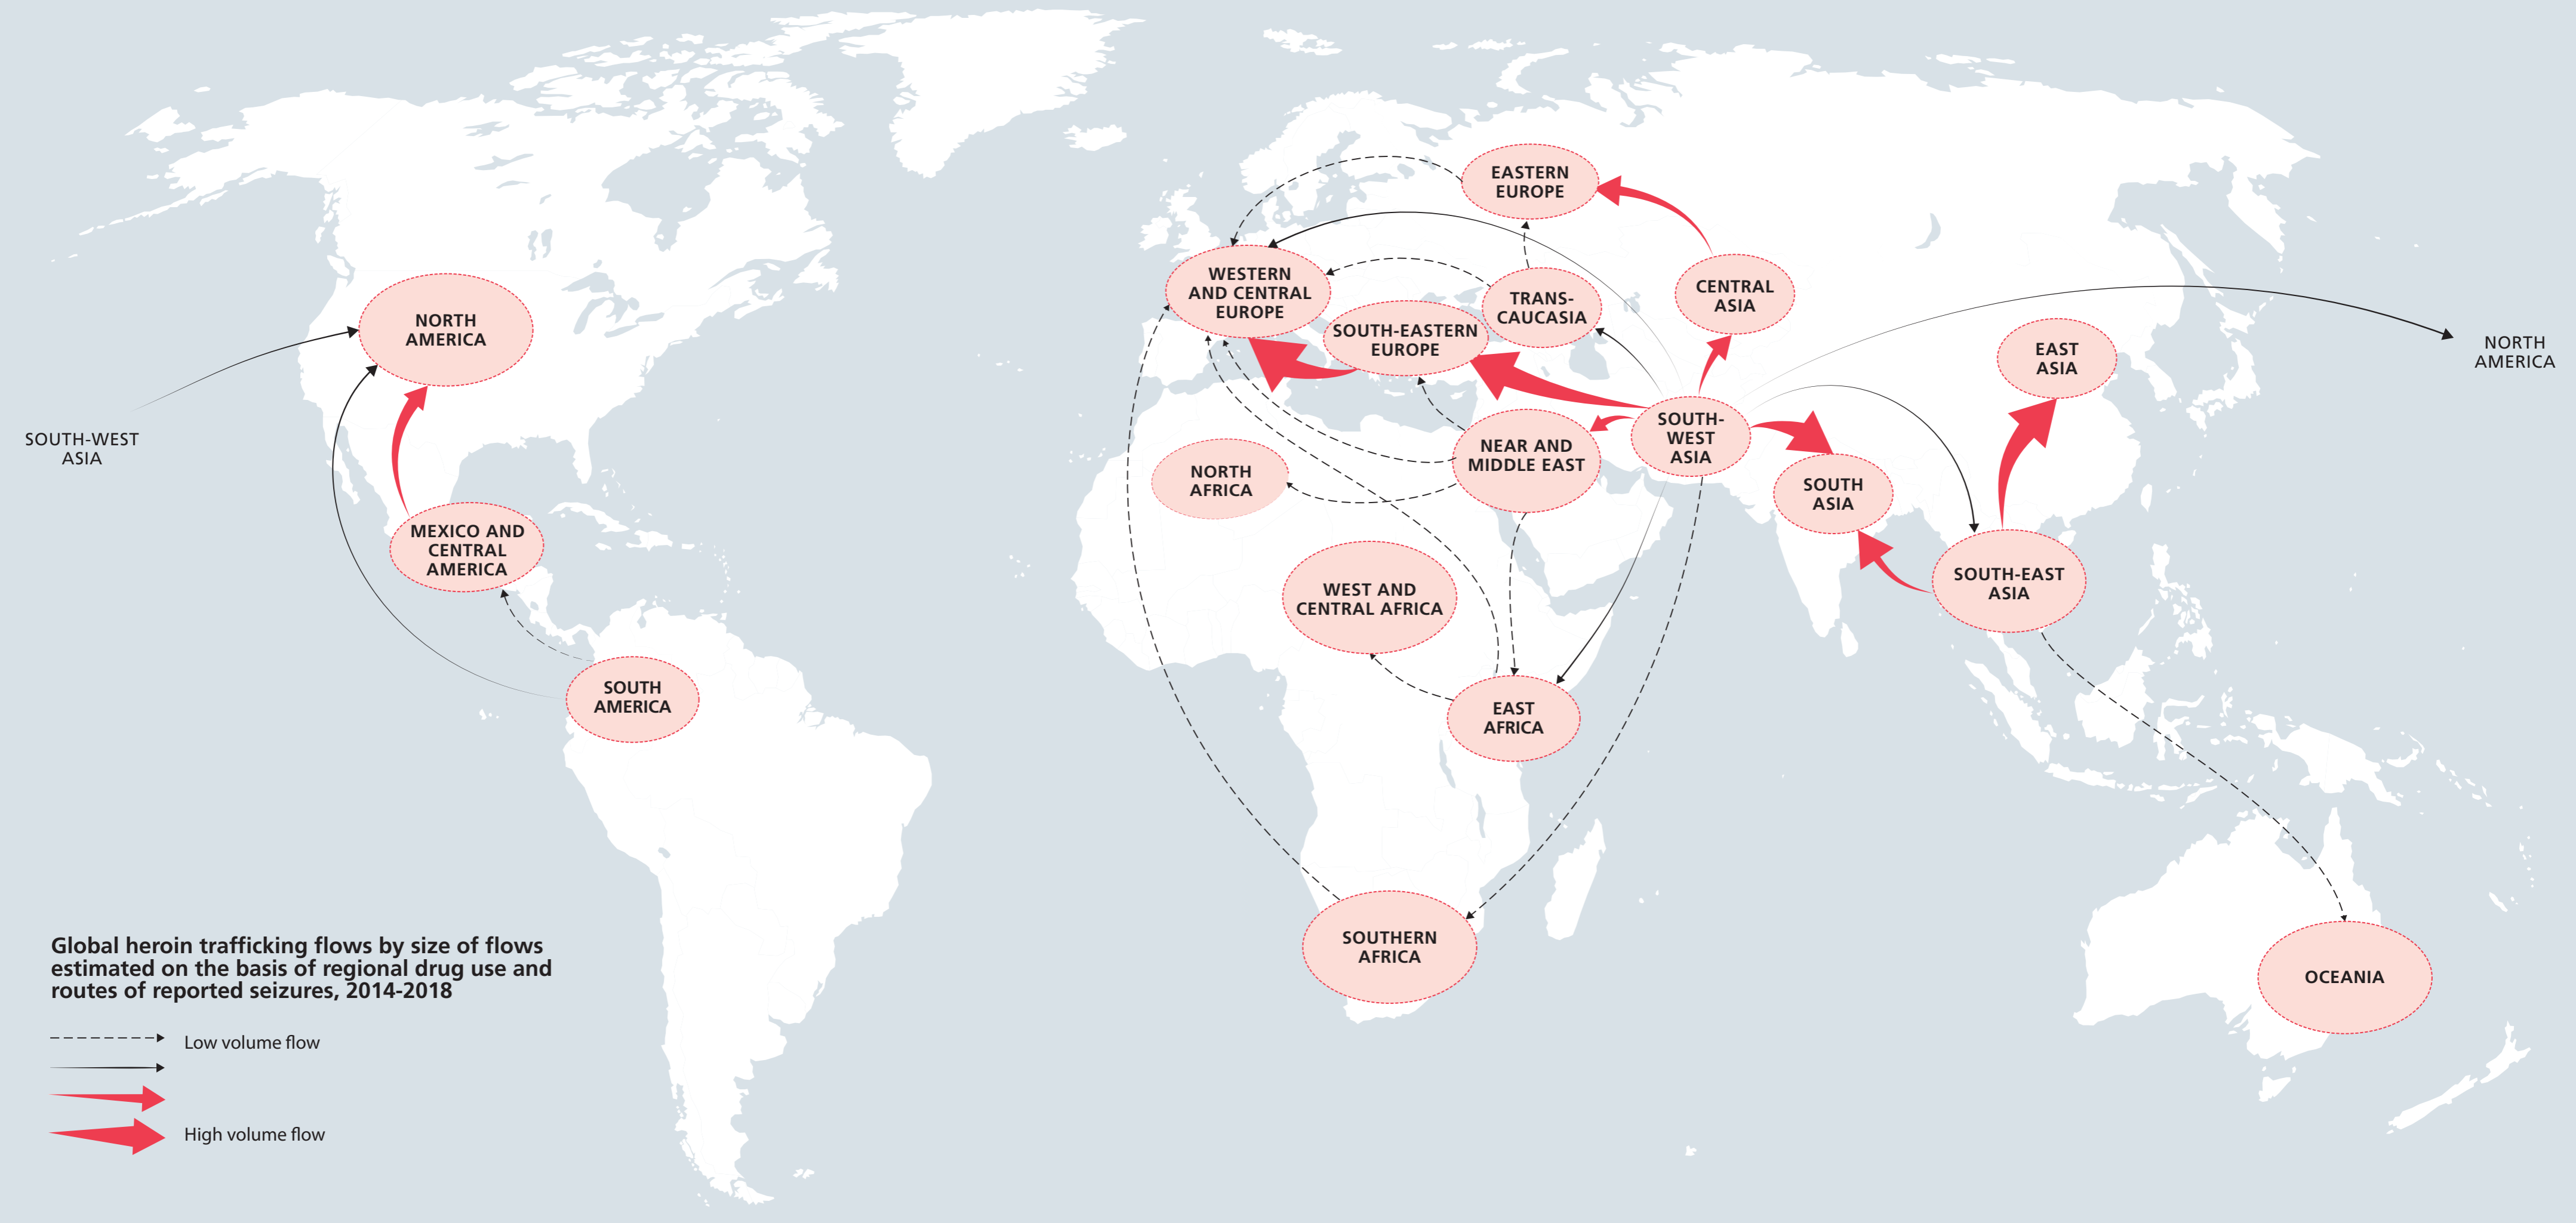 EASTERN
EUROPE
WESTERN
AND CENTRAL
EUROPE
TRANS-
CAUCASIA
CENTRAL
ASIA
NORTH
AMERICA
SOUTH-EASTERN
EUROPE
EAST
ASIA
NORTH
AMERICA
SOUTH-WEST
ASIA
SOUTH-
WEST
ASIA
NEAR AND
MIDDLE EAST
NORTH
AFRICA
SOUTH
ASIA
MEXICO AND
CENTRAL
AMERICA
WEST AND
CENTRAL AFRICA
SOUTH-EAST
ASIA
SOUTH
AMERICA
EAST
AFRICA
SOUTHERN
AFRICA
OCEANIA
Global heroin trafficking flows by size of flows
estimated on the basis of regional drug use and
routes of reported seizures, 2014-2018
Low volume flow
High volume flow